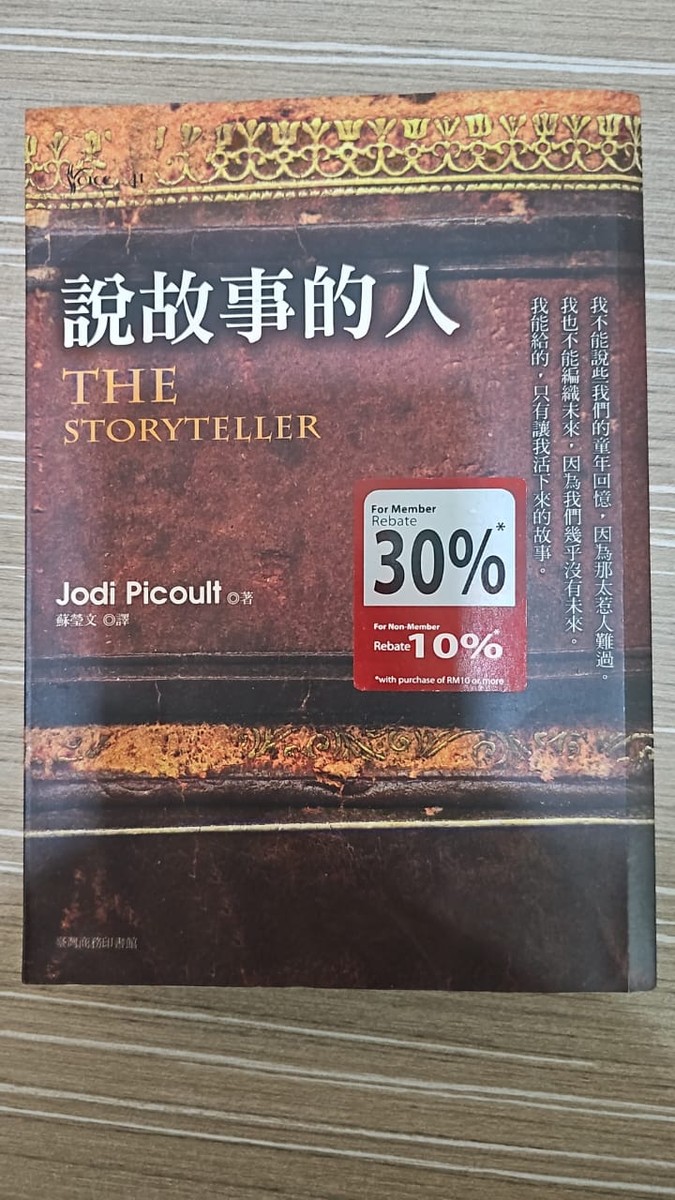 說故事的人
THE
STORYTELLER
我不能說些我們的童年回憶，因為那太惹人難過。
我也不能編織未來，因為我們幾乎沒有未來。
我能給的，只有讓我活下來的故事。
For Member
Rebate
30%*
For Non-Member
Rebate 10%*
*with purchase of RM10 or more
Jodi Picoult ◎著
蘇瑩文 ◎譯
臺灣商務印書館